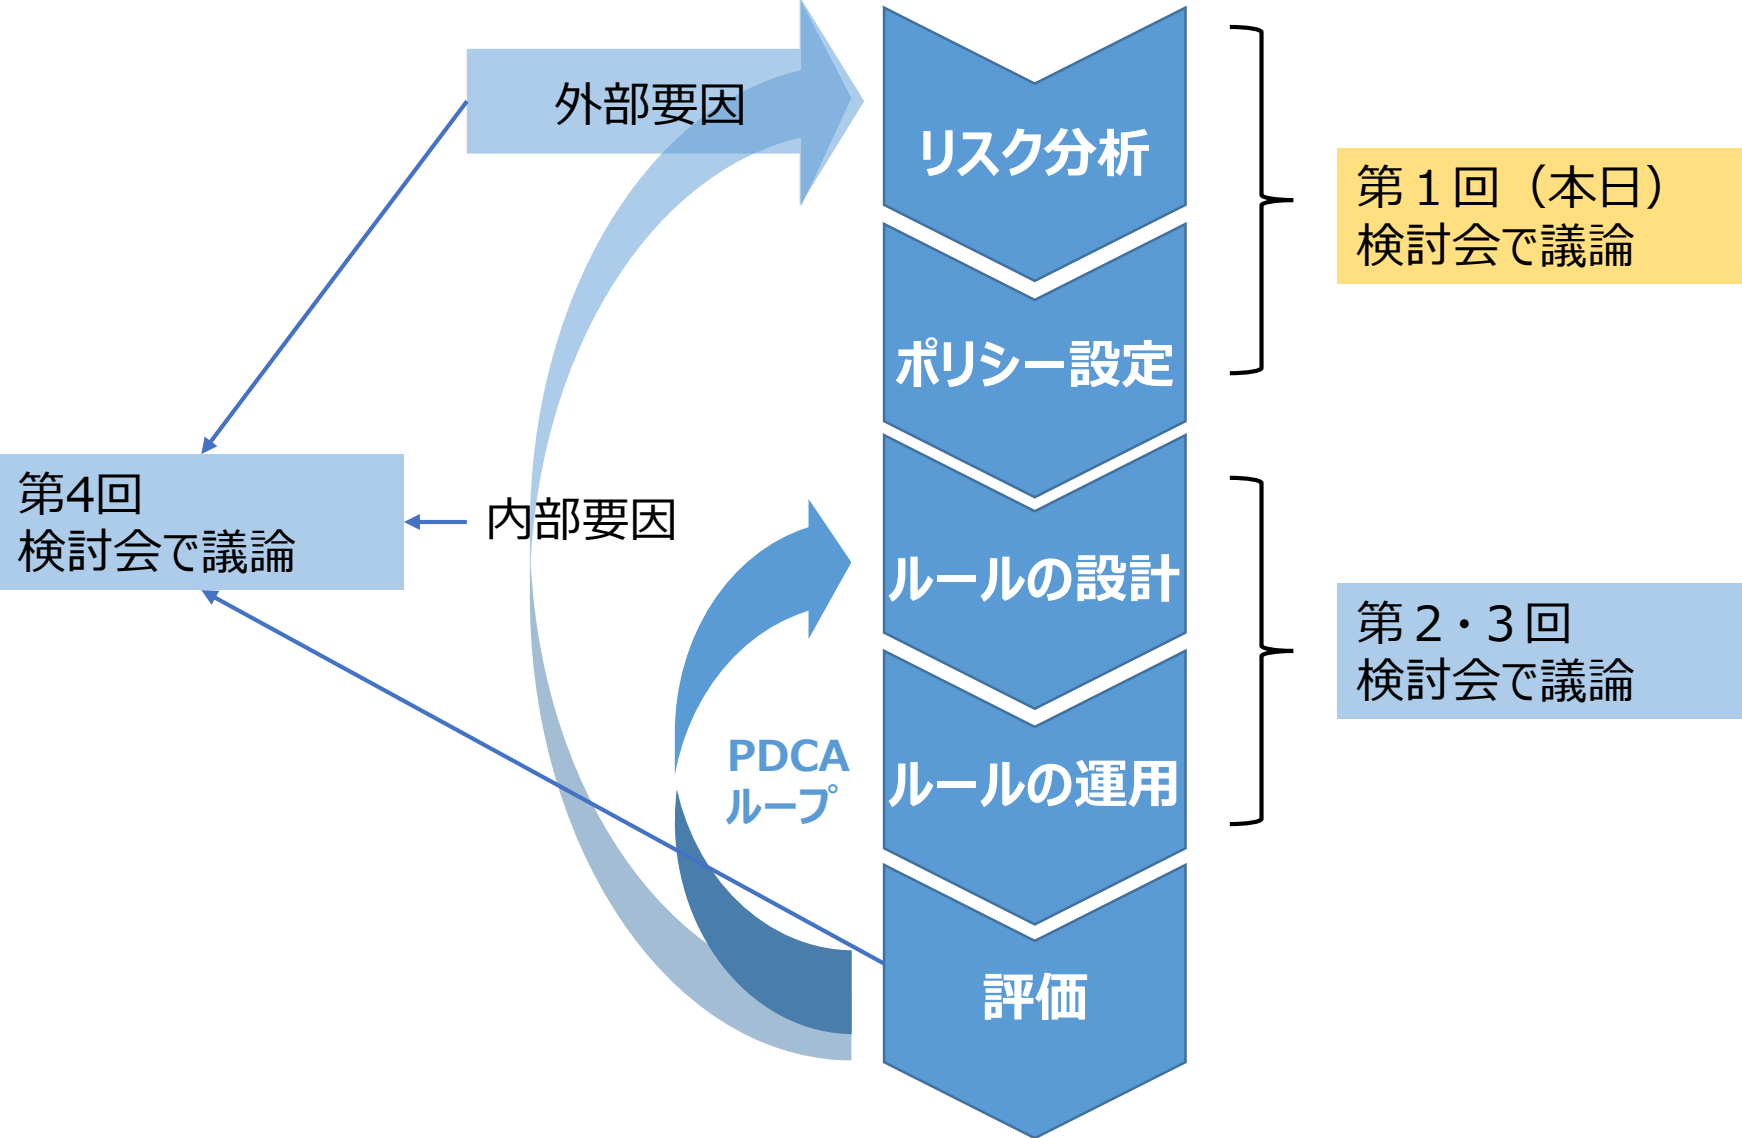 外部要因
リスク分析
第１回（本日）
検討会で議論
ポリシー設定
第4回
検討会で議論
内部要因
ルールの設計
第２・３回
検討会で議論
PDCA
ループ
ルールの運用
評価